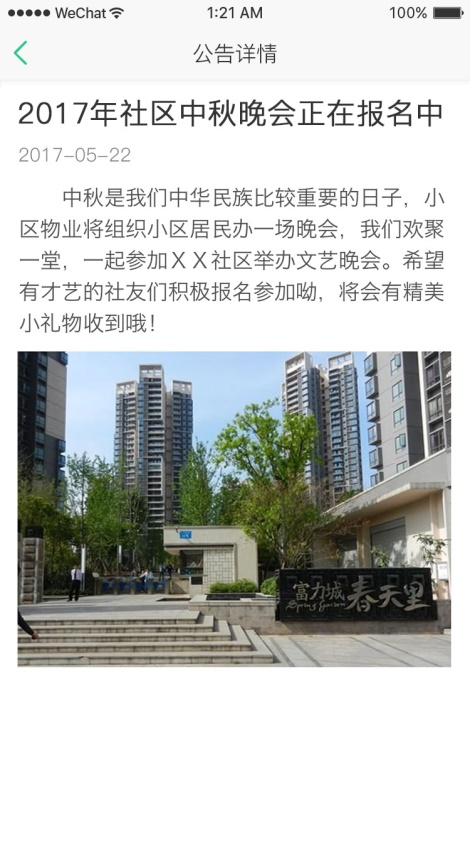 WeChat 1:21 AM 100%
公告详情
2017年社区中秋晚会正在报名中
2017-05-22
中秋是我们中华民族比较重要的日子，小
区物业将组织小区居民办一场晚会，我们欢聚
一堂，一起参加ＸＸ社区举办文艺晚会。希望
有才艺的社友们积极报名参加呦，将会有精美
小礼物收到哦！
富力城 春天里
Spring Garden